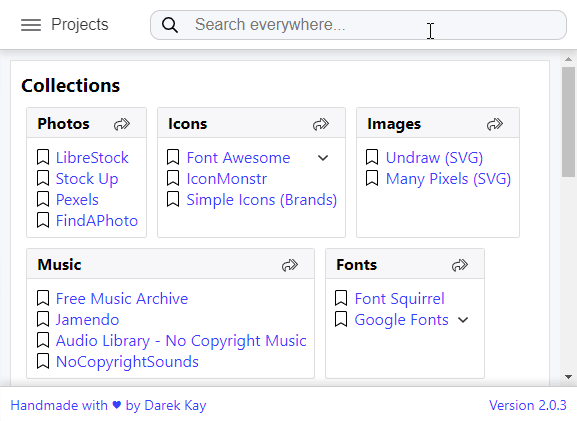 Projects
Search everywhere...
Collections
Photos
LibreStock
Stock Up
Pexels
FindAPhoto
Icons
Font Awesome
IconMonstr
Simple Icons (Brands)
Images
Undraw (SVG)
Many Pixels (SVG)
Music
Free Music Archive
Jamendo
Audio Library - No Copyright Music
NoCopyrightSounds
Fonts
Font Squirrel
Google Fonts
Handmade with ♥ by Darek Kay
Version 2.0.3